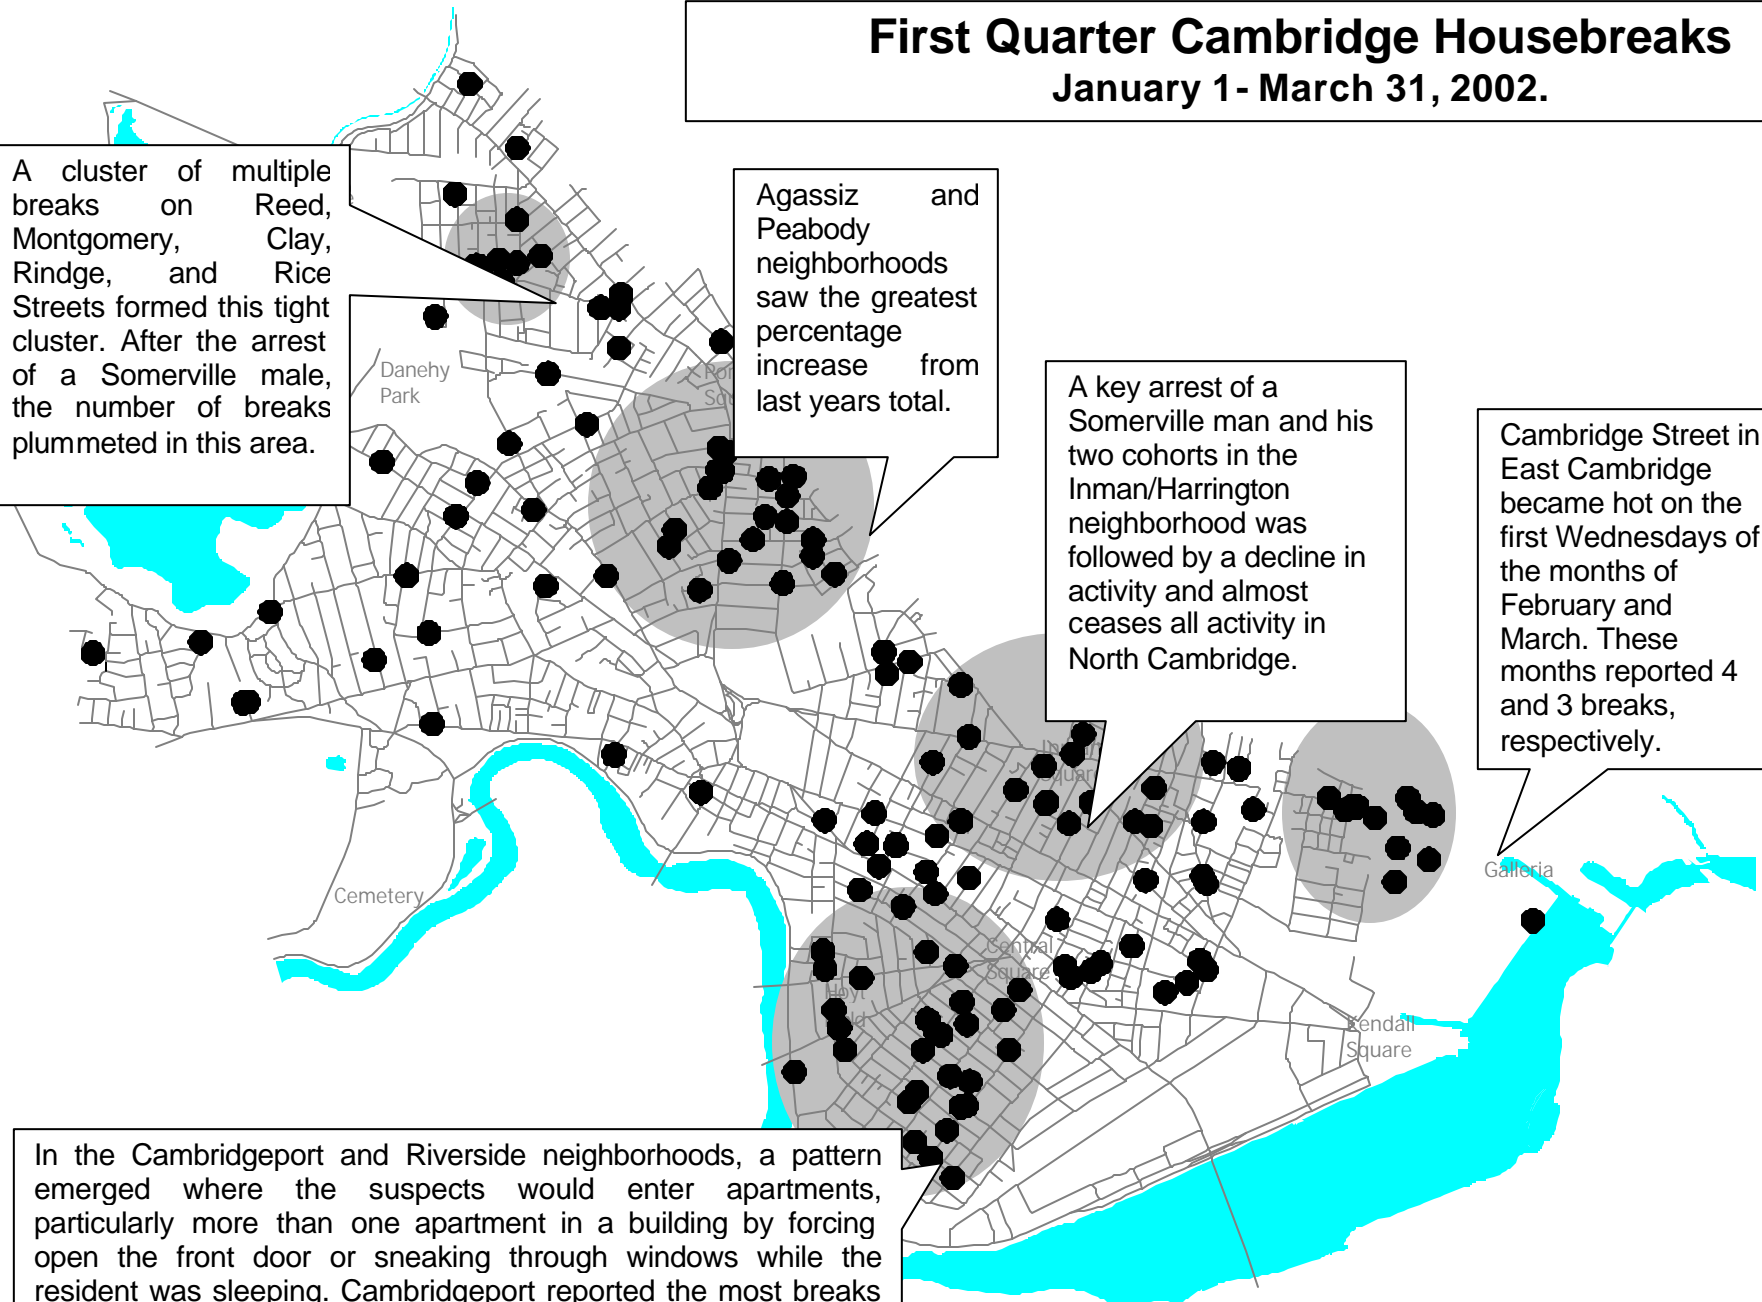 First Quarter Cambridge Housebreaks
January 1- March 31, 2002.
A cluster of multiple
breaks on Reed,
Montgomery, Clay,
Rindge, and Rice
Streets formed this tight
cluster. After the arrest
of a Somerville male,
the number of breaks
plummeted in this area.
Agassiz and
Peabody
neighborhoods
saw the greatest
percentage
increase from
last years total.
A key arrest of a
Somerville man and his
two cohorts in the
Inman/Harrington
neighborhood was
followed by a decline in
activity and almost
ceases all activity in
North Cambridge.
Cambridge Street in
East Cambridge
became hot on the
first Wednesdays of
the months of
February and
March. These
months reported 4
and 3 breaks,
respectively.
Danehy
Park
Square
Cemetery
Galleria
Central
Square
Hoyt
Kendall
Square
In the Cambridgeport and Riverside neighborhoods, a pattern
emerged where the suspects would enter apartments,
particularly more than one apartment in a building by forcing
open the front door or sneaking through windows while the
resident was sleeping. Cambridgeport reported the most breaks